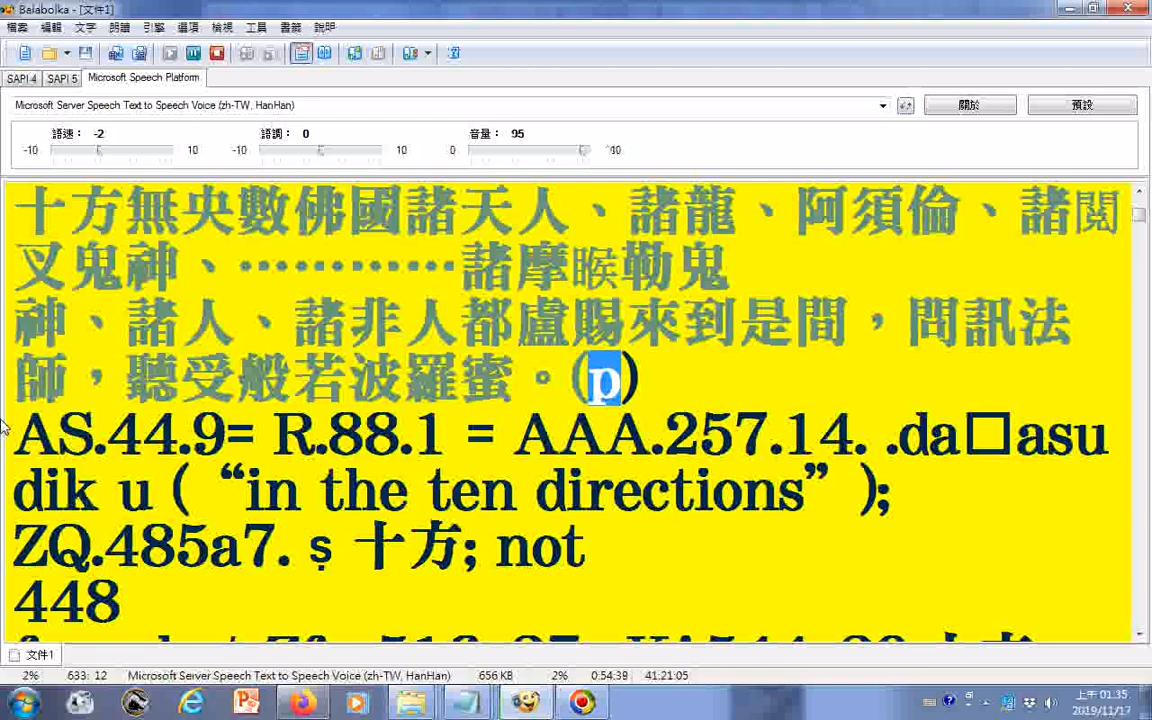 Balabolka - [文件1]
檔案 編輯 文字 朗讀 引擎 選項 檢視 工具 書籤 說明
SAPI 4 SAPI 5 Microsoft Speech Platform
Microsoft Server Speech Text to Speech Voice (zh-TW, HanHan) 關於 預設
語速： -2 語調： 0 音量： 95
-10 10 -10 10 0 100
十方無央數佛國諸天人、諸龍、阿須倫、諸閱
叉鬼神、…………諸摩睺勒鬼
神、諸人、諸非人都盧賜來到是間，問訊法
師，聽受般若波羅蜜。(p)
AS.44.9= R.88.1 = AAA.257.14. .da□asu
dik u ( “in the ten directions” );
ZQ.485a7. ṣ 十方; not
448
文件1
2% 633: 12 Microsoft Server Speech Text to Speech Voice (zh-TW, HanHan) 656 KB 2% 0:54:38 41:21:05
上午 01:35
2019/11/17